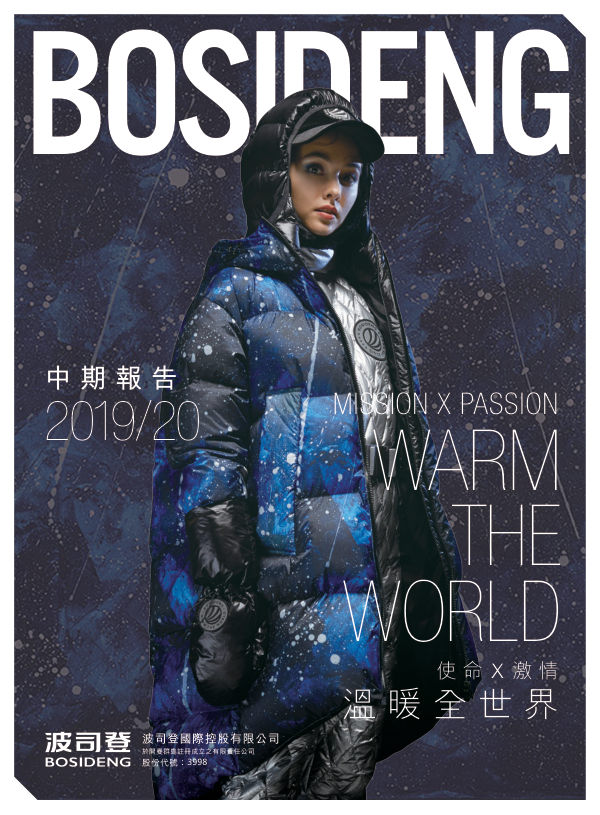 BOSIDENG
中期報告
2019/20
MISSION X PASSION
WARM
THE
WORLD
使命 X 激情
溫暖全世界
波司登
BOSIDENG
波司登國際控股有限公司
於開曼群島註冊成立之有限責任公司
股份代號：3998